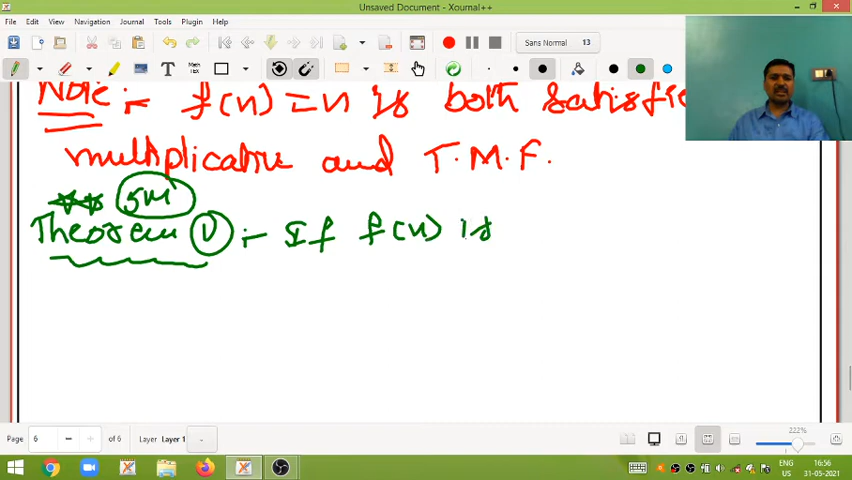 Unsaved Document - Xournal++
File Edit View Navigation Journal Tools Plugin Help
Sans Normal 13
Note :- f(n) = n is both satisfie
multiplicative and T.M.F.
5M
Theorem V :- If f(n) is
Page 6 of 6 Layer Layer 1 222%
ENG 16:56
US 31-05-2021